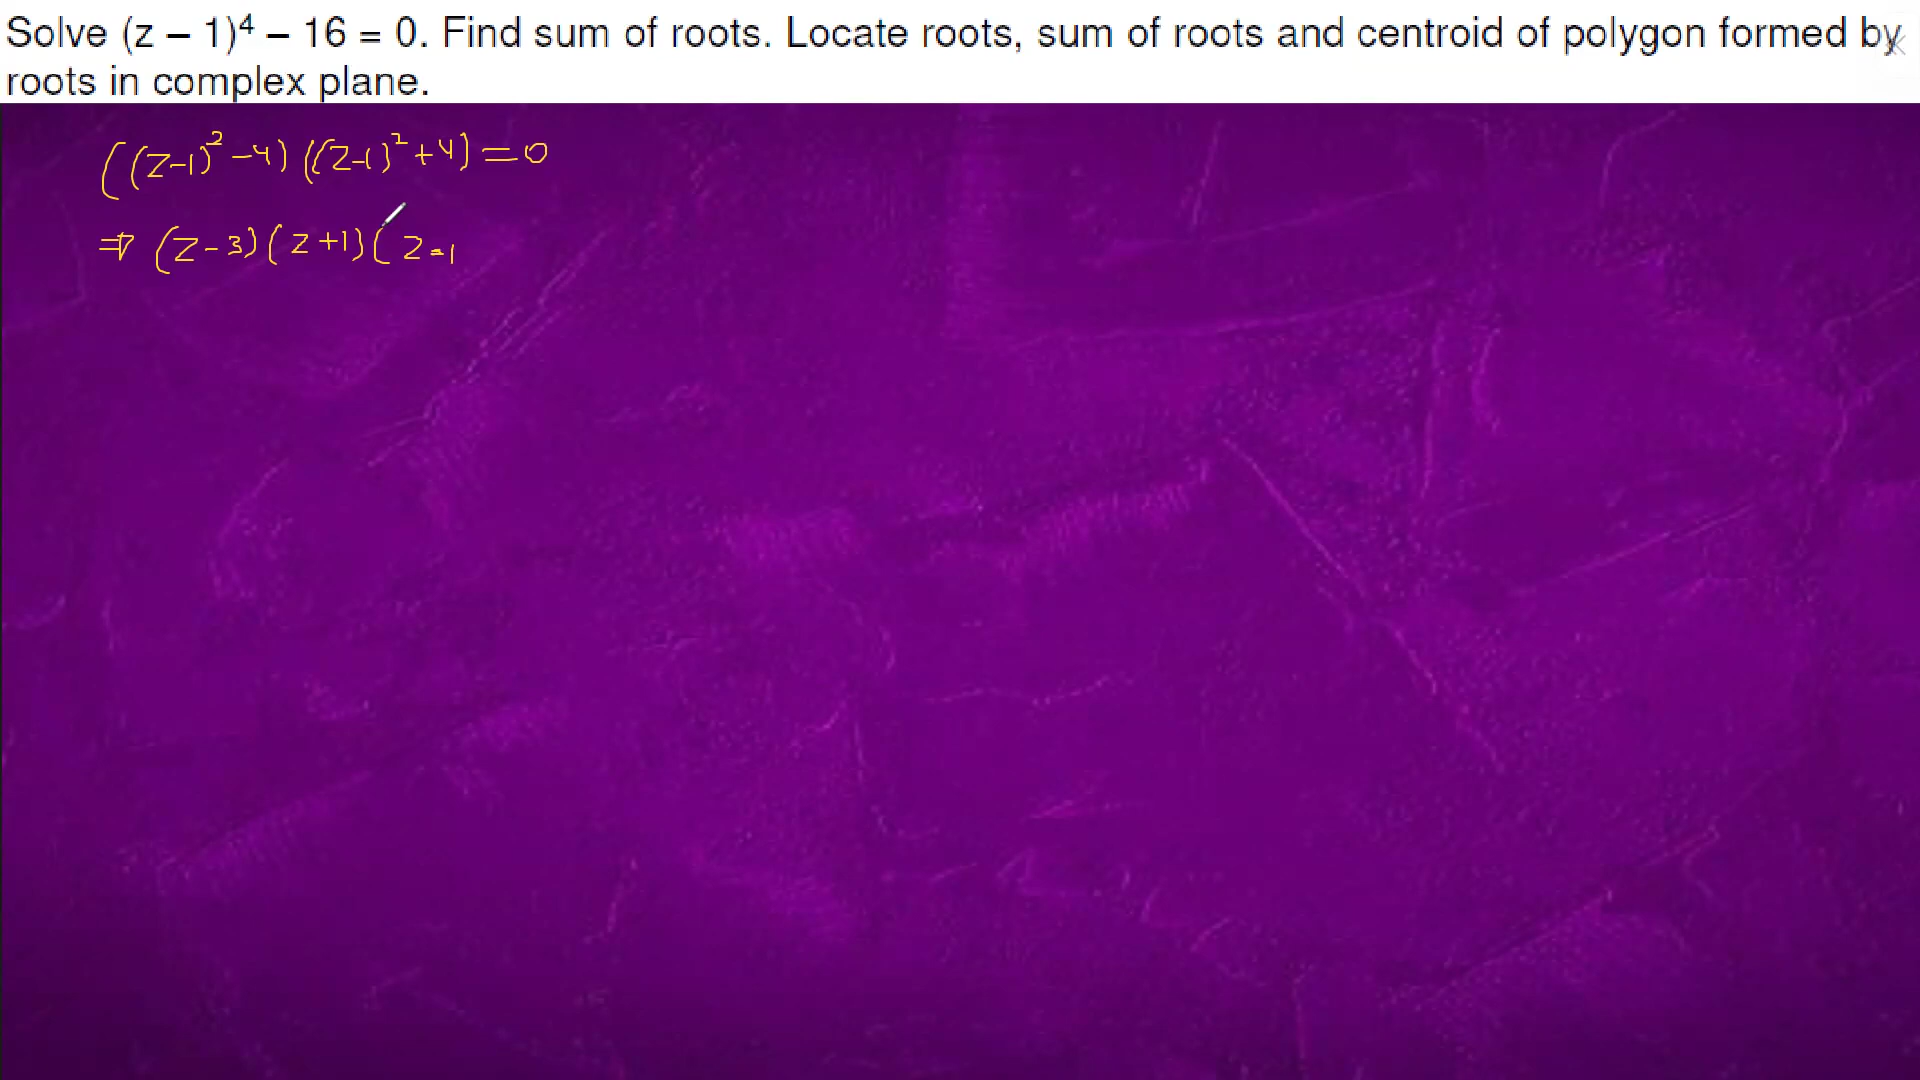 Solve (z – 1)⁴ – 16 = 0. Find sum of roots. Locate roots, sum of roots and centroid of polygon formed by
roots in complex plane.
((z-1)²-4)((z-1)²+4)=0
⇒ (z-3)(z+1)(z-1